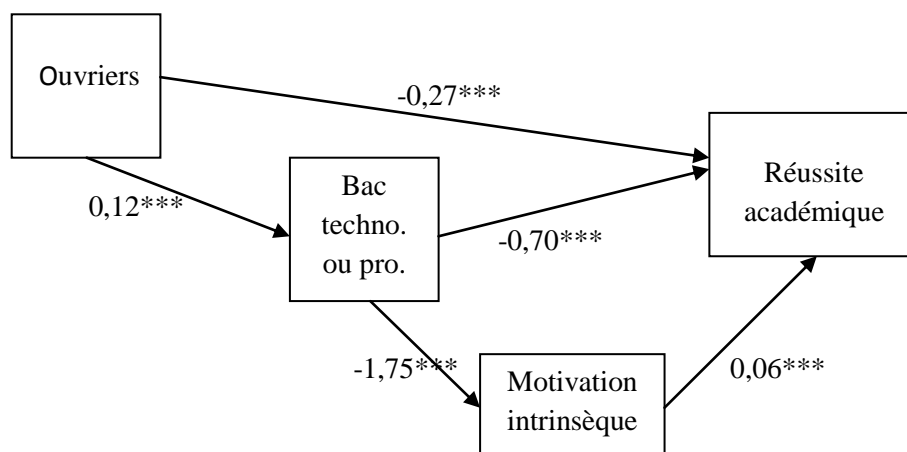 Ouvriers
-0,27***
Réussite
académique
Bac
techno.
ou pro.
0,12***
-0,70***
-1,75***
Motivation
intrinsèque
0,06***